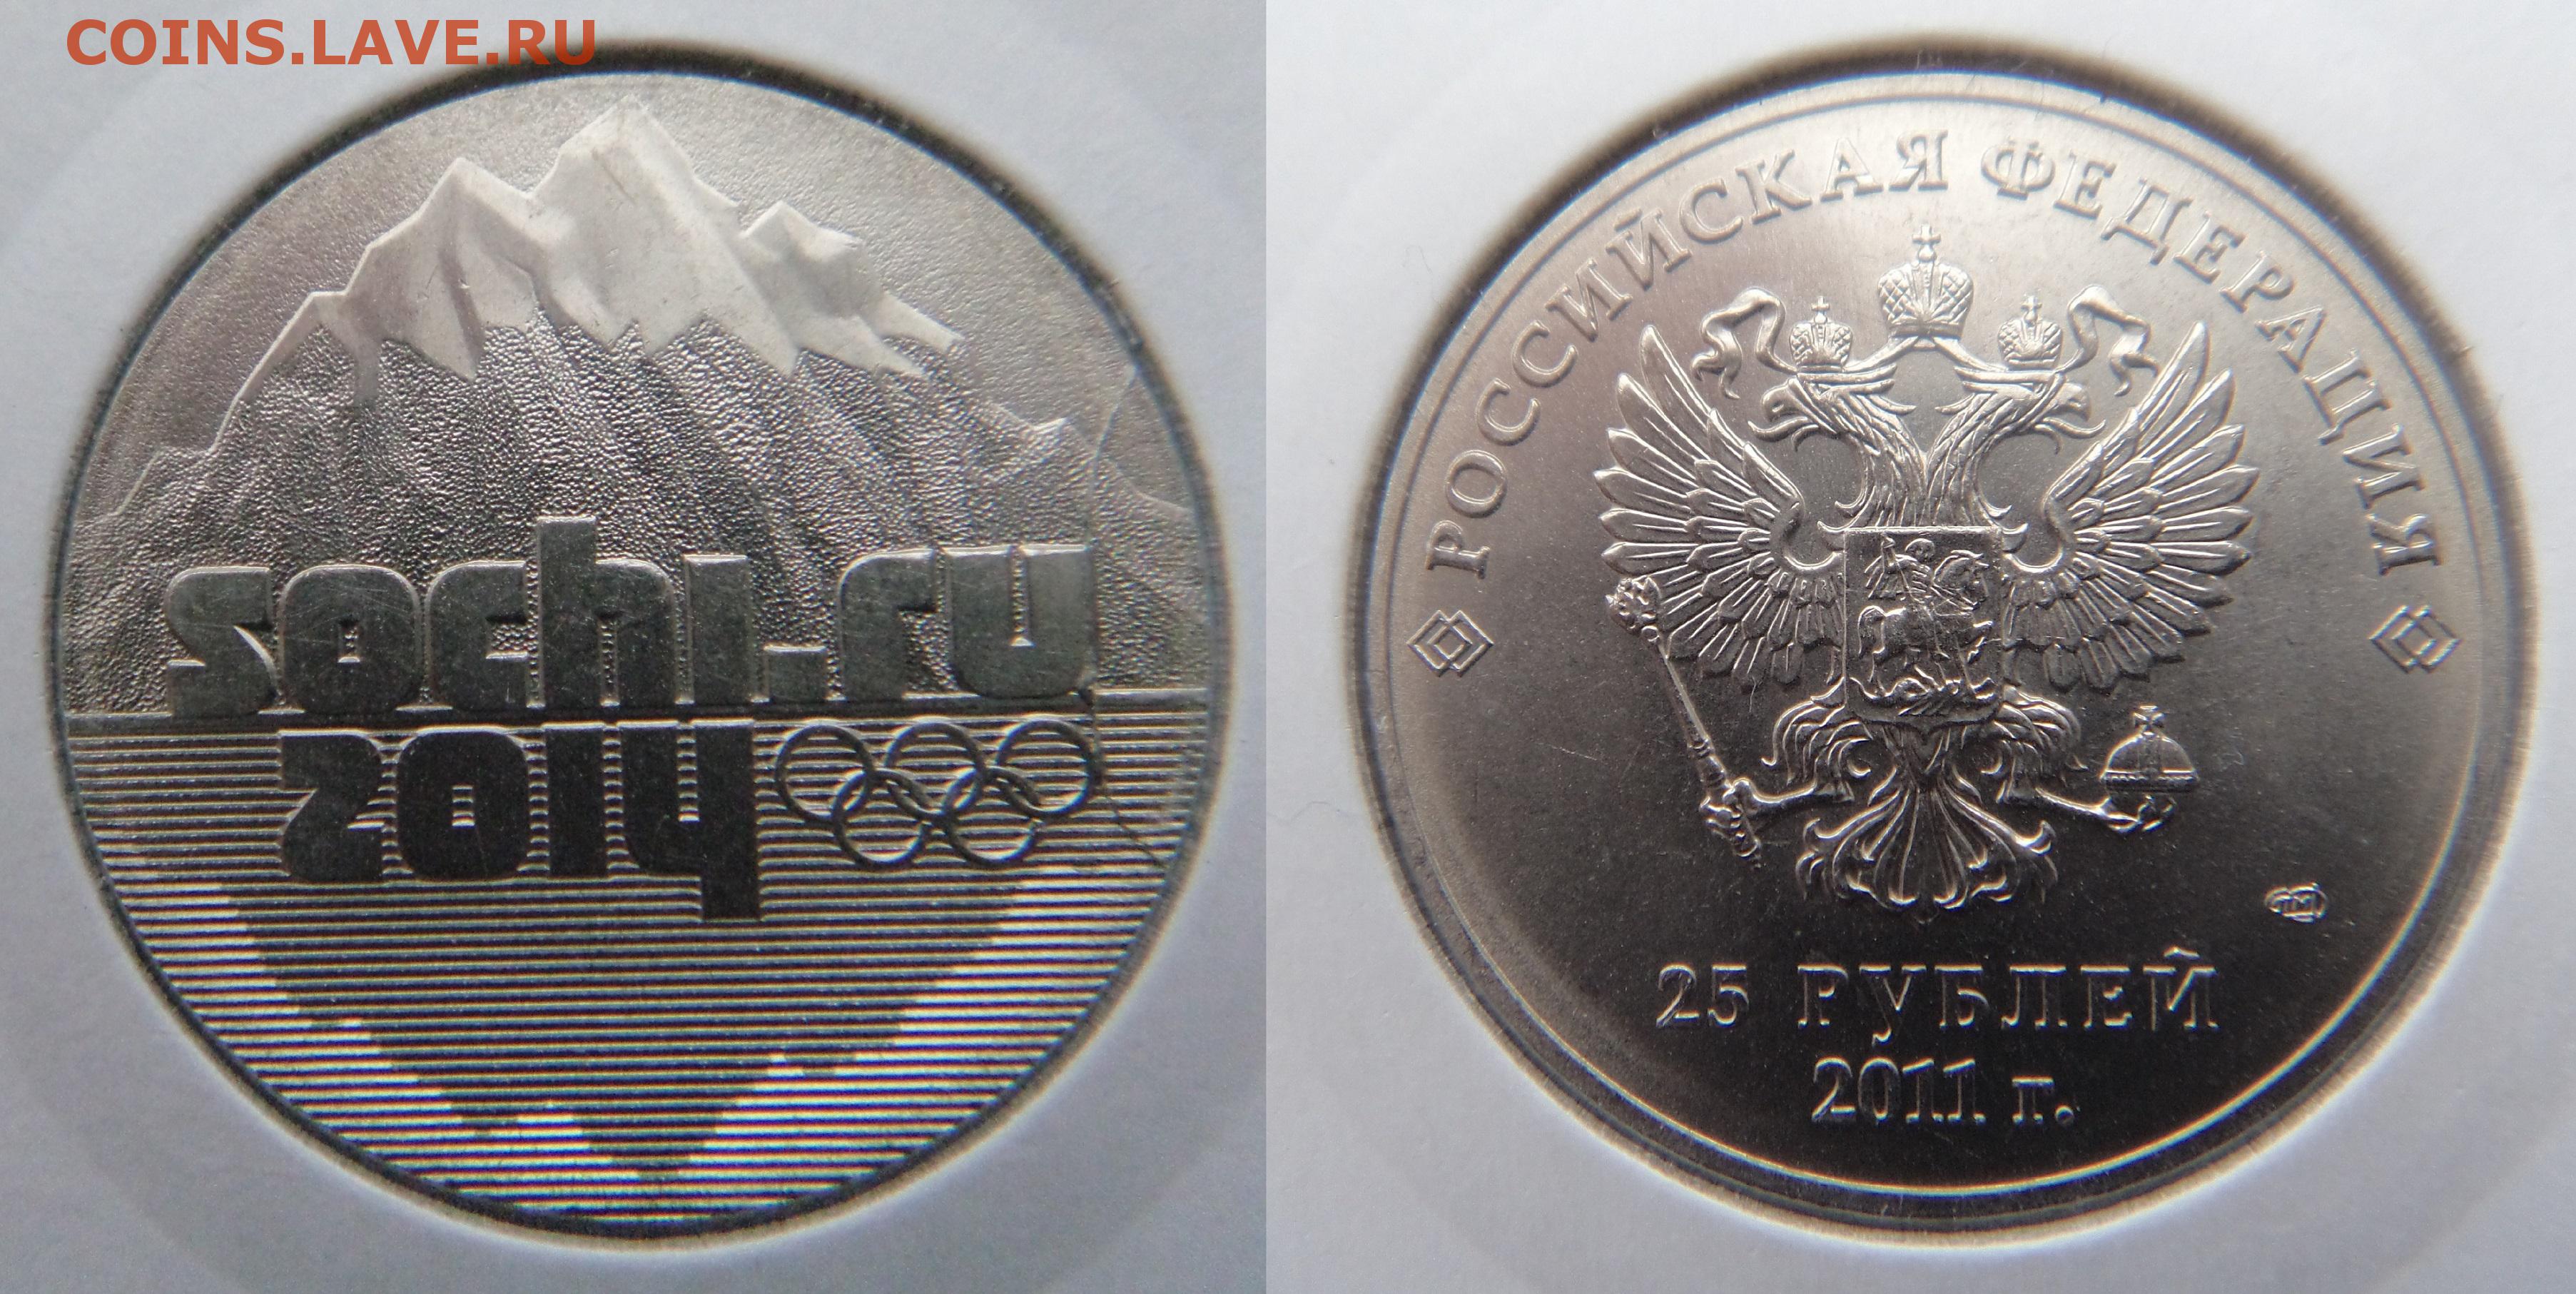 COINS.LAVE.RU
sochi.ru
2014
РОССИЙСКАЯ ФЕДЕРАЦИЯ
25 РУБЛЕЙ
2011 г.